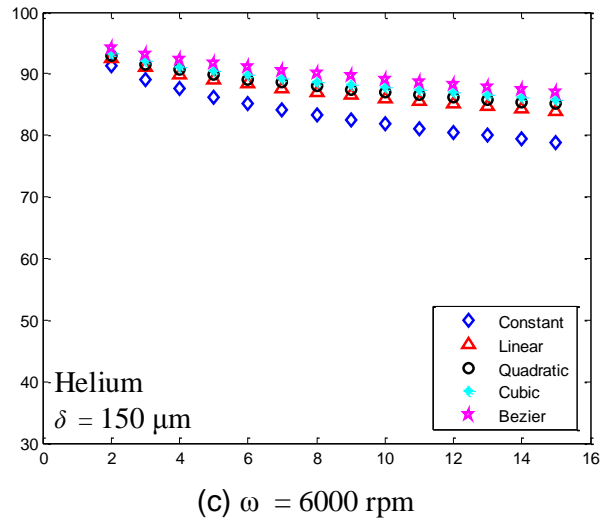 100
90
80
70
60
50
40
30
0 2 4 6 8 10 12 14 16
Constant
Linear
Quadratic
Cubic
Bezier
Helium
δ = 150 μm
(c) ω = 6000 rpm